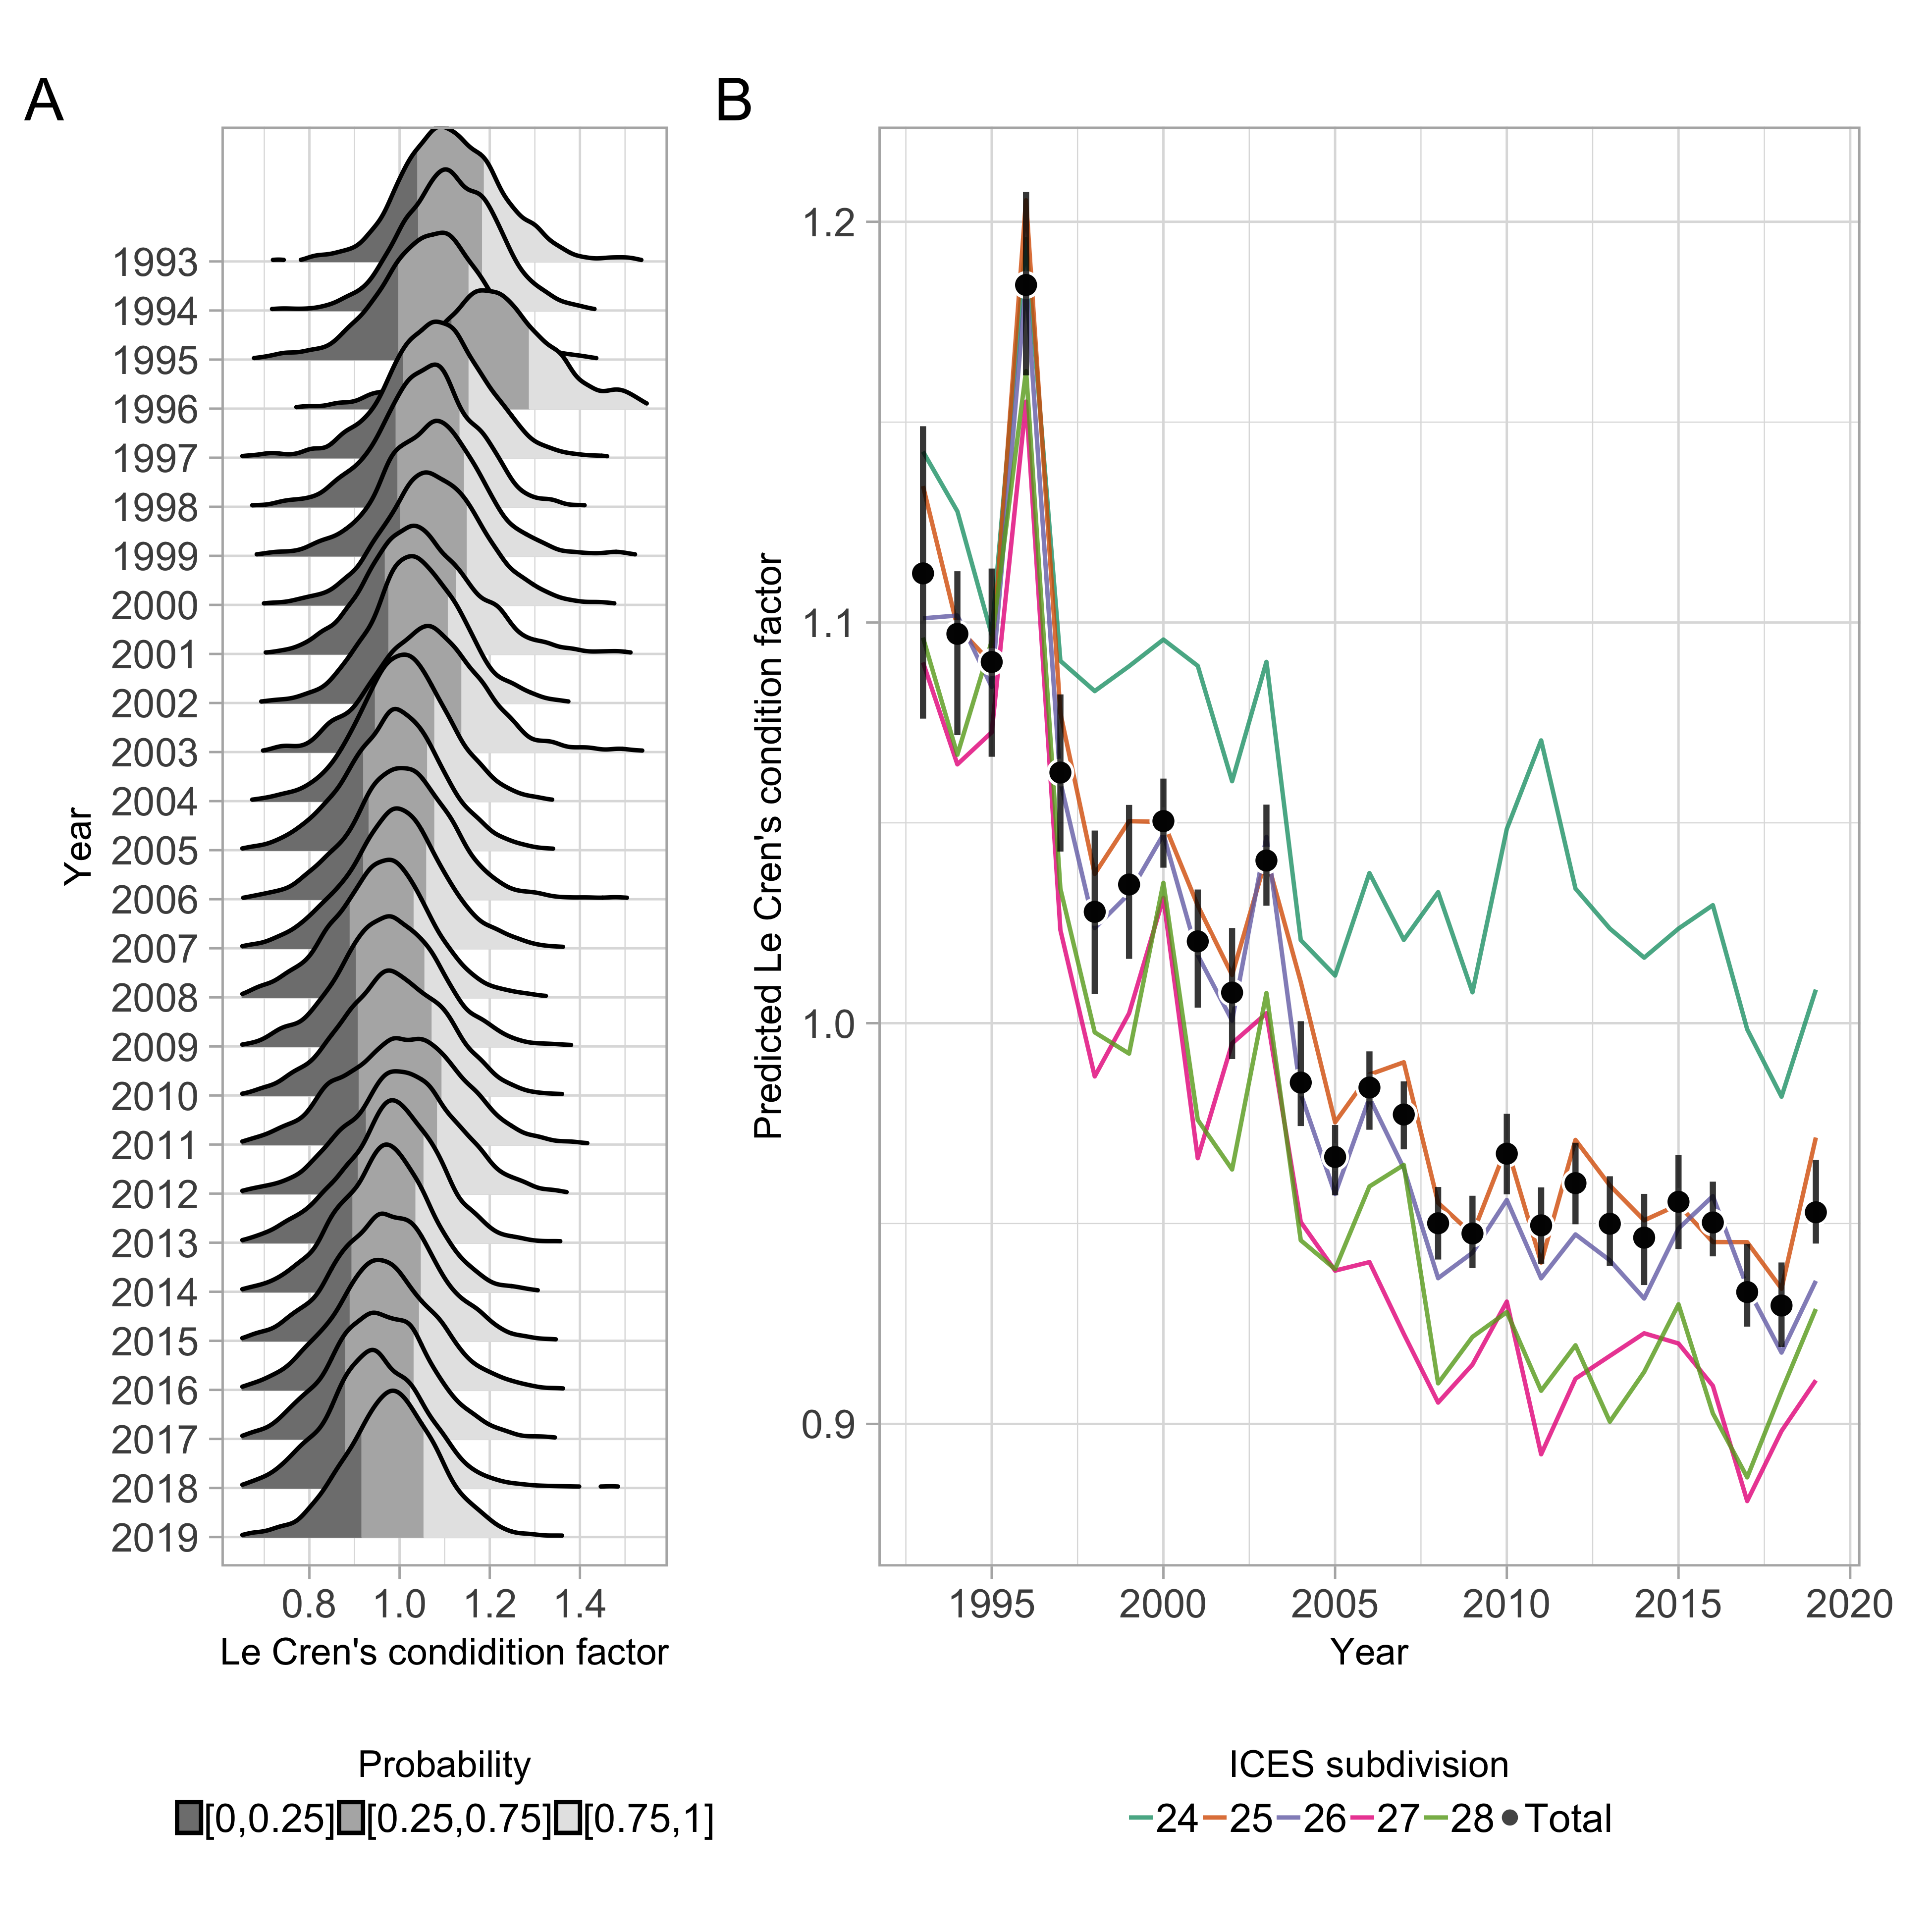 A
B
1993
1994
1995
1996
1997
1998
1999
2000
2001
2002
2003
2004
2005
2006
2007
2008
2009
2010
2011
2012
2013
2014
2015
2016
2017
2018
2019
Year
0.8 1.0 1.2 1.4
Le Cren's condidition factor
Probability
[0,0.25] [0.25,0.75] [0.75,1]
1.2
1.1
1.0
0.9
Predicted Le Cren's condition factor
1995 2000 2005 2010 2015 2020
Year
ICES subdivision
24 25 26 27 28 Total